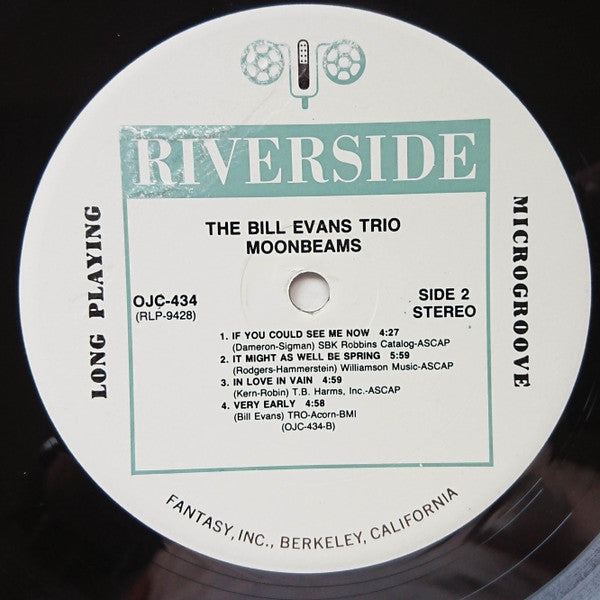 RIVERSIDE
THE BILL EVANS TRIO
MOONBEAMS
LONG PLAYING
MICROGROOVE
OJC-434
(RLP-9428)
SIDE 2
STEREO
1. IF YOU COULD SEE ME NOW 4:27
(Dameron-Sigman) SBK Robbins Catalog-ASCAP
2. IT MIGHT AS WELL BE SPRING 5:59
(Rodgers-Hammerstein) Williamson Music-ASCAP
3. IN LOVE IN VAIN 4:59
(Kern-Robin) T.B. Harms, Inc.-ASCAP
4. VERY EARLY 4:58
(Bill Evans) TRO-Acorn-BMI
(OJC-434-B)
FANTASY, INC., BERKELEY, CALIFORNIA